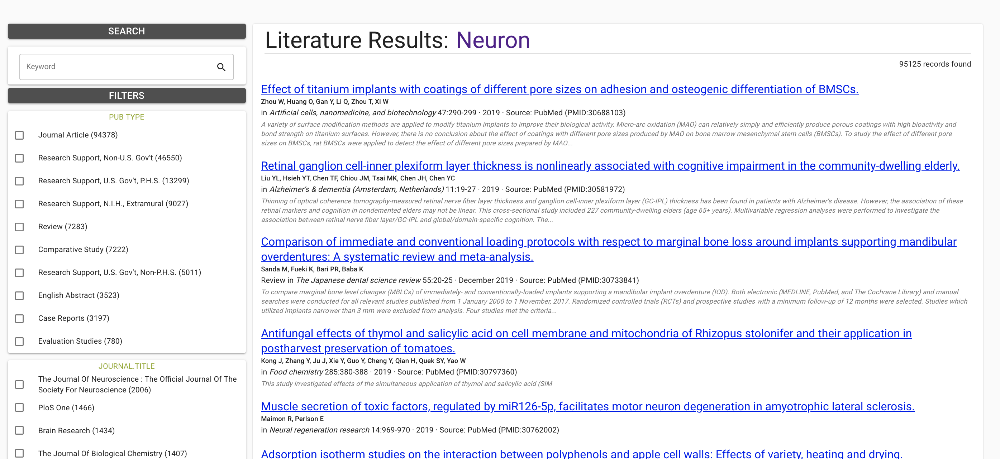 SEARCH
Keyword
FILTERS
PUB TYPE
Journal Article (94378)
Research Support, Non-U.S. Gov't (46550)
Research Support, U.S. Gov't, P.H.S. (13299)
Research Support, N.I.H., Extramural (9027)
Review (7283)
Comparative Study (7222)
Research Support, U.S. Gov't, Non-P.H.S. (5011)
English Abstract (3523)
Case Reports (3197)
Evaluation Studies (780)
JOURNAL.TITLE
The Journal Of Neuroscience : The Official Journal Of The
Society For Neuroscience (2006)
PloS One (1466)
Brain Research (1434)
The Journal Of Biological Chemistry (1407)
Literature Results: Neuron
95125 records found
Effect of titanium implants with coatings of different pore sizes on adhesion and osteogenic differentiation of BMSCs.
Zhou W, Huang O, Gan Y, Li Q, Zhou T, Xi W
in Artificial cells, nanomedicine, and biotechnology 47:290-299 · 2019 · Source: PubMed (PMID:30688103)
A variety of surface modification methods are applied to modify titanium implants to improve their biological activity. Micro-arc oxidation (MAO) can relatively simply and efficiently produce porous coatings with high bioactivity and
bond strength on titanium surfaces. However, there is no conclusion about the effect of coatings with different pore sizes produced by MAO on bone marrow mesenchymal stem cells (BMSCs). To study the effect of different pore
sizes on BMSCs, rat BMSCs were applied to detect the effect of different pore sizes prepared by MAO...
Retinal ganglion cell-inner plexiform layer thickness is nonlinearly associated with cognitive impairment in the community-dwelling elderly.
Liu YL, Hsieh YT, Chen TF, Chiou JM, Tsai MK, Chen JH, Chen YC
in Alzheimer's & dementia (Amsterdam, Netherlands) 11:19-27 · 2019 · Source: PubMed (PMID:30581972)
Thinning of optical coherence tomography-measured retinal nerve fiber layer thickness and ganglion cell-inner plexiform layer (GC-IPL) thickness has been found in patients with Alzheimer's disease. However, the association of these
retinal markers and cognition in nondemented elders may not be linear. This cross-sectional study included 227 community-dwelling elders (age 65+ years). Multivariable regression analyses were performed to investigate the
association between retinal nerve fiber layer/GC-IPL and global/domain-specific cognition. The...
Comparison of immediate and conventional loading protocols with respect to marginal bone loss around implants supporting mandibular
overdentures: A systematic review and meta-analysis.
Sanda M, Fueki K, Bari PR, Baba K
Review in The Japanese dental science review 55:20-25 · December 2019 · Source: PubMed (PMID:30733841)
To compare marginal bone level changes (MBLCs) of immediately- and conventionally-loaded implants supporting a mandibular implant overdenture (IOD). Both electronic (MEDLINE, PubMed, and The Cochrane Library) and manual
searches were conducted for all relevant studies published from 1 January 2000 to 1 November, 2017. Randomized controlled trials (RCTs) and prospective studies with a minimum follow-up of 12 months were selected. Studies which
utilized implants narrower than 3 mm were excluded from analysis. Four studies met the criteria...
Antifungal effects of thymol and salicylic acid on cell membrane and mitochondria of Rhizopus stolonifer and their application in
postharvest preservation of tomatoes.
Kong J, Zhang Y, Ju J, Xie Y, Guo Y, Cheng Y, Qian H, Quek SY, Yao W
in Food chemistry 285:380-388 · 2019 · Source: PubMed (PMID:30797360)
This study investigated effects of the simultaneous application of thymol and salicylic acid (SIM
Muscle secretion of toxic factors, regulated by miR126-5p, facilitates motor neuron degeneration in amyotrophic lateral sclerosis.
Maimon R, Perlson E
in Neural regeneration research 14:969-970 · 2019 · Source: PubMed (PMID:30762002)
Adsorption isotherm studies on the interaction between polyphenols and apple cell walls: Effects of variety, heating and drying.